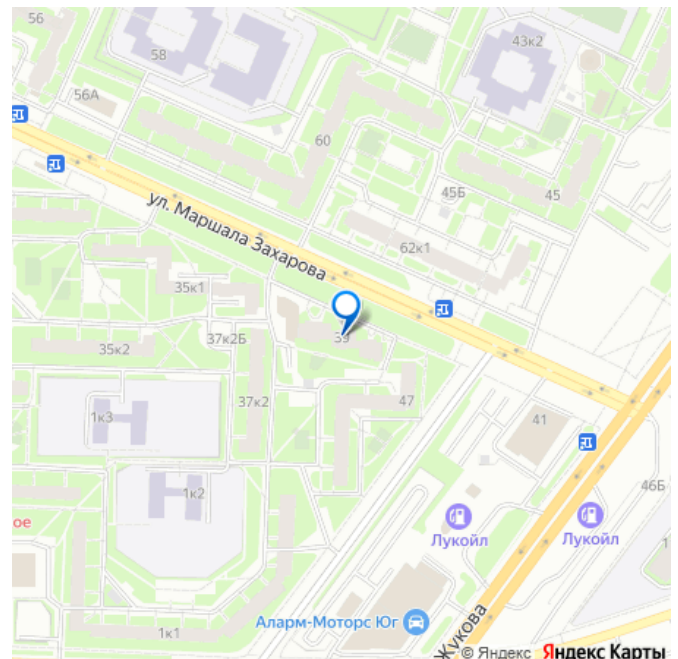 56
58
43к2
56А
60
45Б
45
ул. Маршала Захарова
62к1
35к1
37к2Б
39
35к2
37к2
47
1к3
41
1к2
46Б
ое
Лукойл
Лукойл
1
1к1
Аларм-Моторс Юг
Жукова
© Яндекс Яндекс Карты